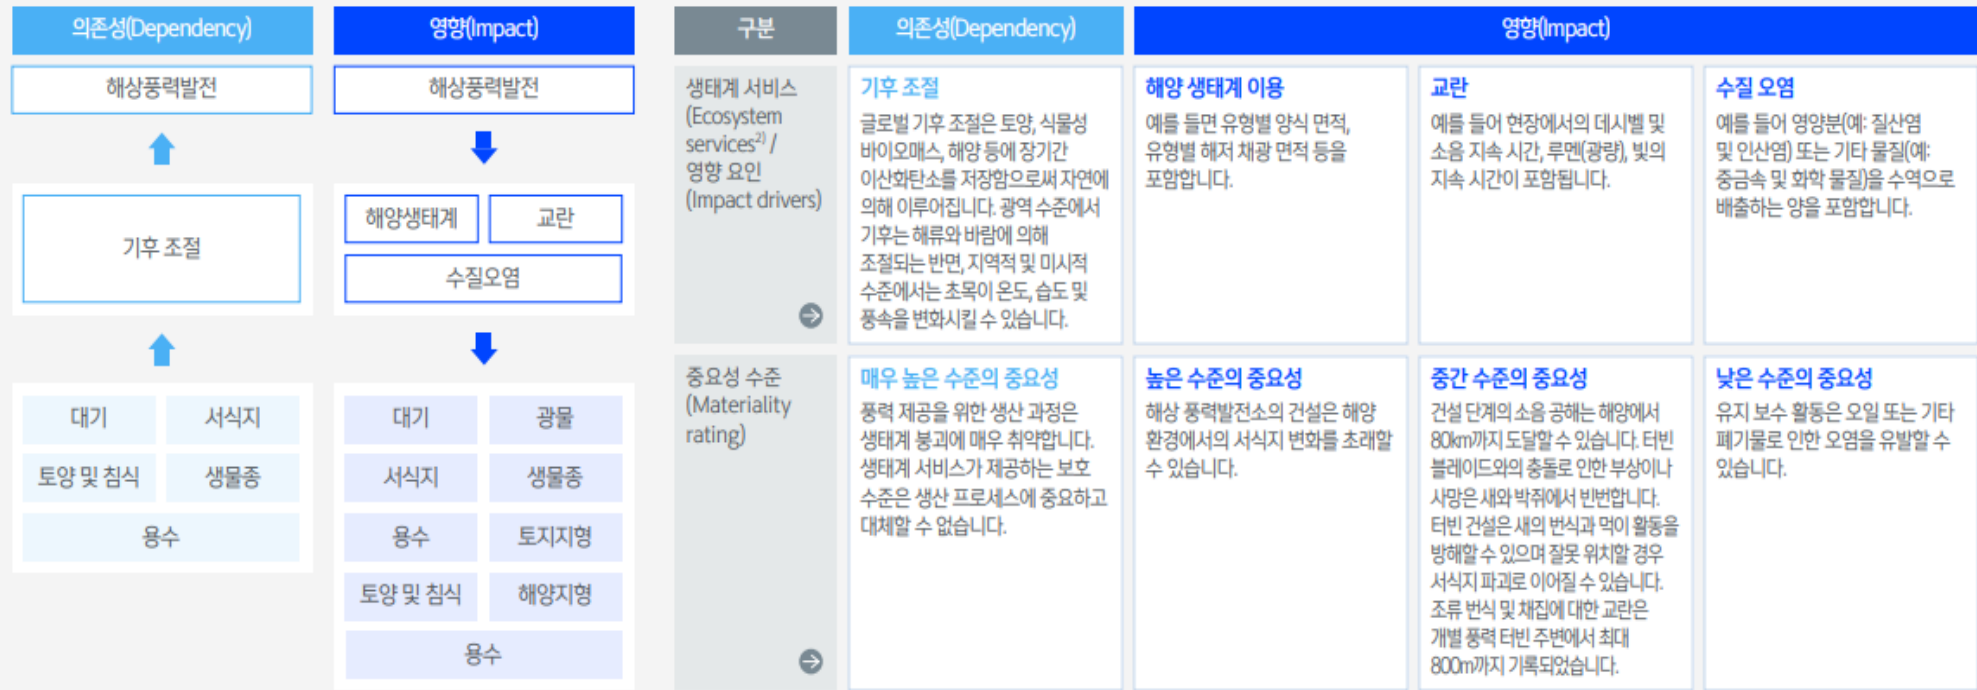 의존성(Dependency)
해상풍력발전
기후 조절
대기
서식지
토양 및 침식
생물종
용수
영향(Impact)
해상풍력발전
해양생태계
교란
수질오염
대기
광물
서식지
생물종
용수
토지지형
토양 및 침식
해양지형
용수
구분
의존성(Dependency)
영향(Impact)
생태계 서비스
(Ecosystem
services2) /
영향 요인
(Impact drivers)
기후 조절
글로벌 기후 조절은 토양, 식물성
바이오매스, 해양 등에 장기간
이산화탄소를 저장함으로써 자연에
의해 이루어집니다. 광역 수준에서
기후는 해류와 바람에 의해
조절되는 반면, 지역적 및 미시적
수준에서는 초목이 온도, 습도 및
풍속을 변화시킬 수 있습니다.
해양 생태계 이용
예를 들면 유형별 양식 면적,
유형별 해저 채광 면적 등을
포함합니다.
교란
예를 들어 현장에서의 데시벨 및
소음 지속 시간, 루멘(광량), 빛의
지속 시간이 포함됩니다.
수질 오염
예를 들어 영양분(예: 질산염
및 인산염) 또는 기타 물질(예:
중금속 및 화학 물질)을 수역으로
배출하는 양을 포함합니다.
중요성 수준
(Materiality
rating)
매우 높은 수준의 중요성
풍력 제공을 위한 생산 과정은
생태계 붕괴에 매우 취약합니다.
생태계 서비스가 제공하는 보호
수준은 생산 프로세스에 중요하고
대체할 수 없습니다.
높은 수준의 중요성
해상 풍력발전소의 건설은 해양
환경에서의 서식지 변화를 초래할
수 있습니다.
중간 수준의 중요성
건설 단계의 소음 공해는 해양에서
80km까지 도달할 수 있습니다. 터빈
블레이드와의 충돌로 인한 부상이나
사망은 새와 박쥐에서 빈번합니다.
터빈 건설은 새의 번식과 먹이 활동을
방해할 수 있으며 잘못 위치할 경우
서식지 파괴로 이어질 수 있습니다.
조류 번식 및 채집에 대한 교란은
개별 풍력 터빈 주변에서 최대
800m까지 기록되었습니다.
낮은 수준의 중요성
유지 보수 활동은 오일 또는 기타
폐기물로 인한 오염을 유발할 수
있습니다.